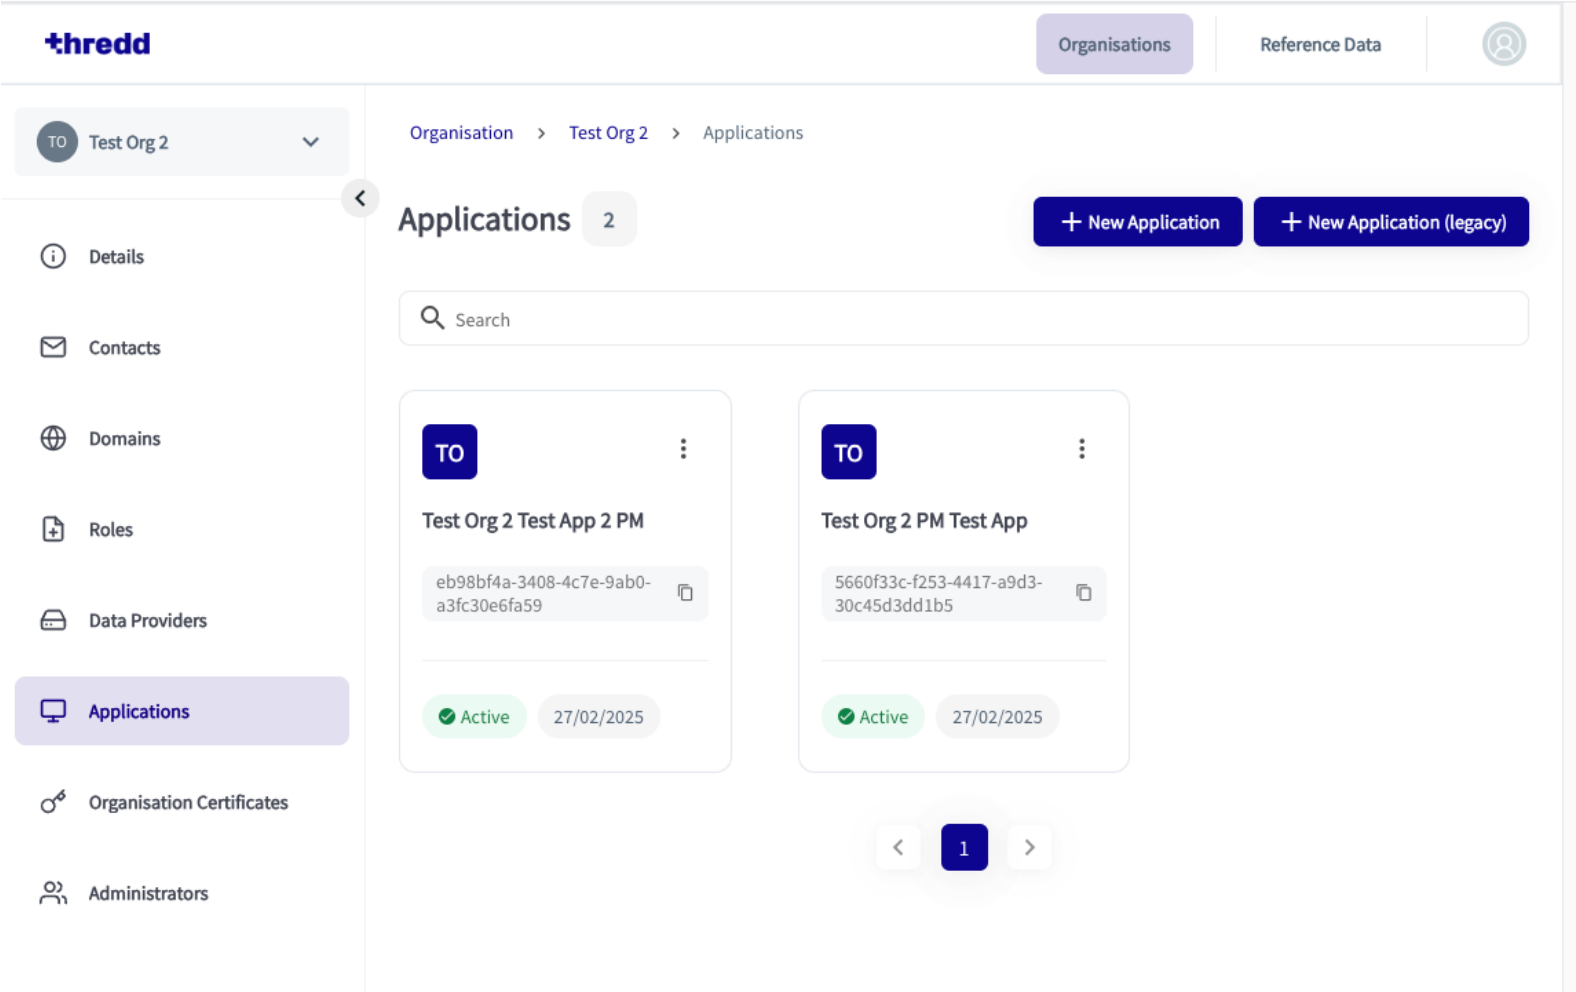 thredd
Organisations
Reference Data
TO
Test Org 2
Organisation > Test Org 2 > Applications
Applications
2
New Application
New Application (legacy)
Search
Details
Contacts
Domains
Roles
Data Providers
Applications
Organisation Certificates
Administrators
TO
Test Org 2 Test App 2 PM
eb98bf4a-3408-4c7e-9ab0-
a3fc30e6fa59
Active
27/02/2025
TO
Test Org 2 PM Test App
5660f33c-f253-4417-a9d3-
30c45d3dd1b5
Active
27/02/2025
1